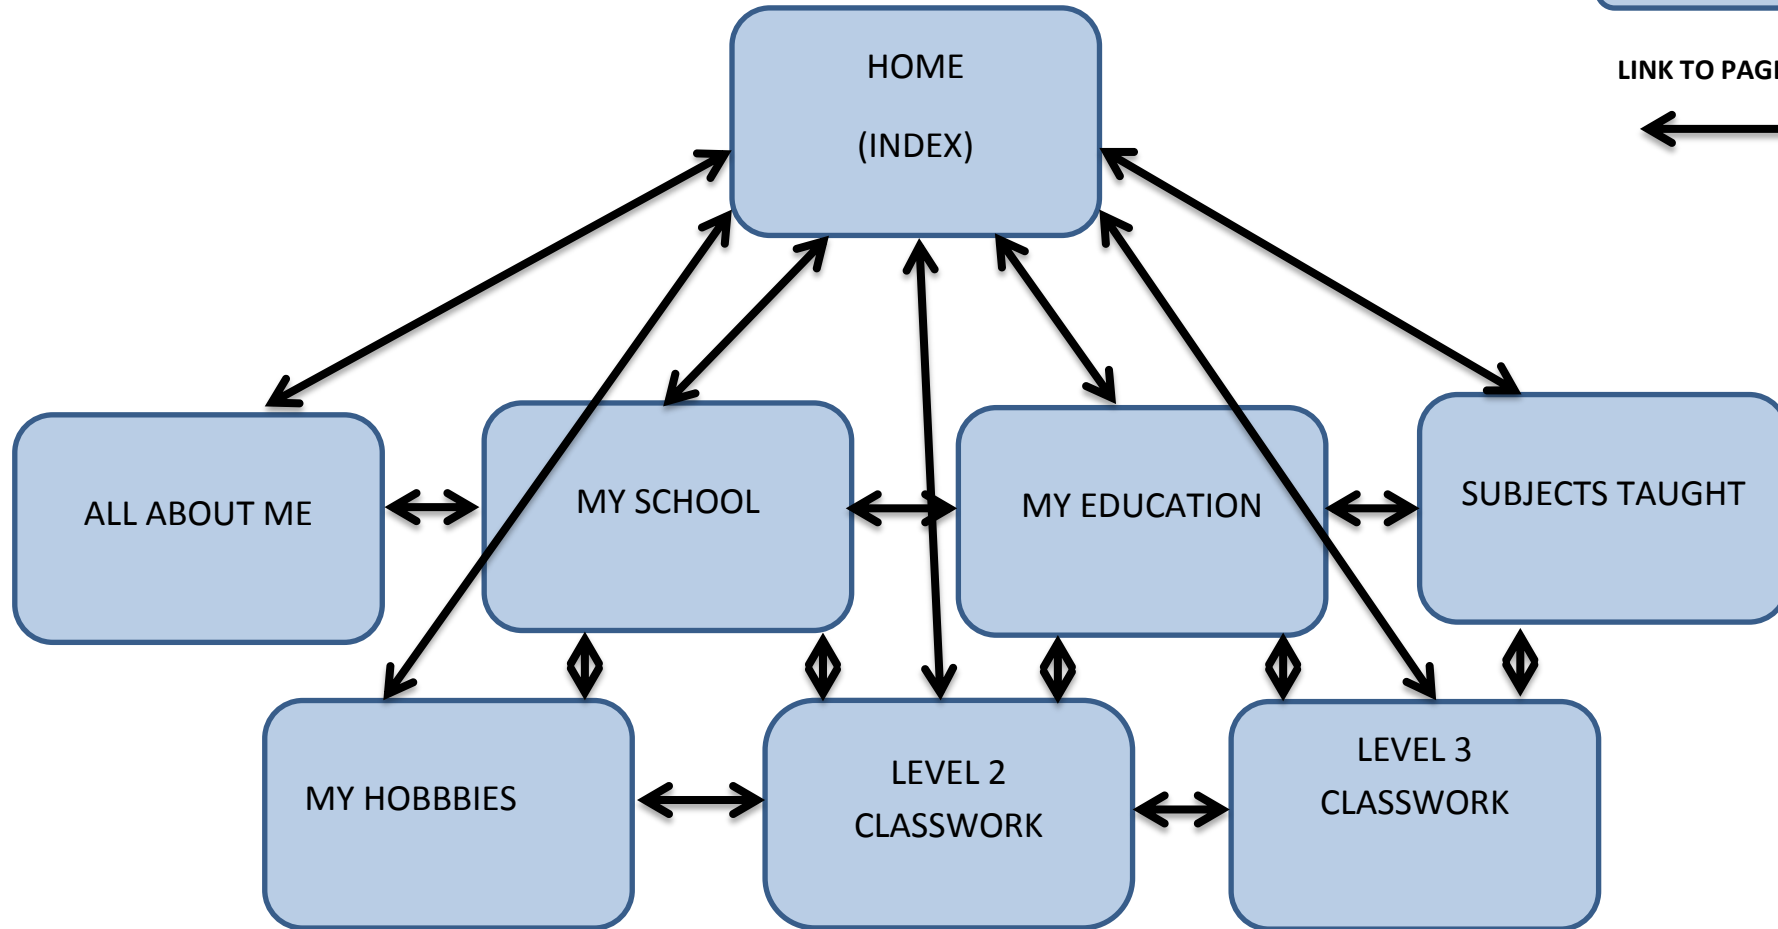 HOME
(INDEX)
LINK TO PAGE
ALL ABOUT ME
MY SCHOOL
MY EDUCATION
SUBJECTS TAUGHT
MY HOBBBIES
LEVEL 2
CLASSWORK
LEVEL 3
CLASSWORK